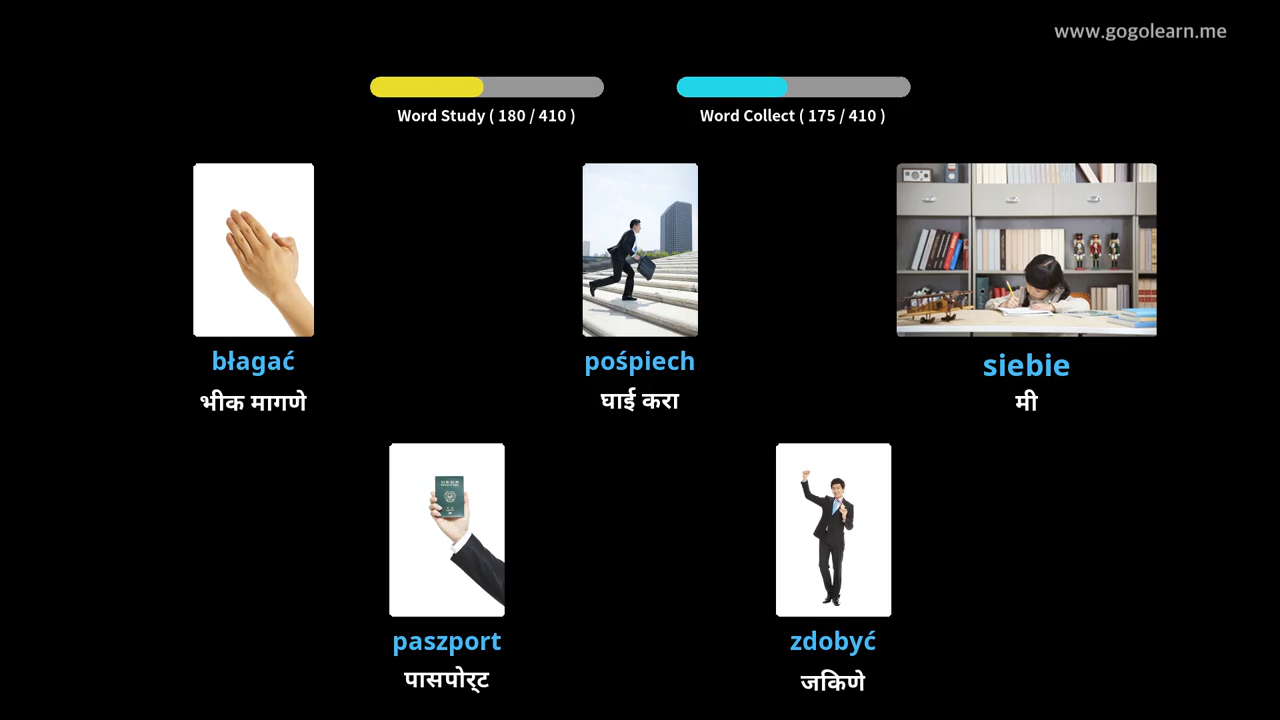 www.gogolearn.me
Word Study ( 180 / 410 )
Word Collect ( 175 / 410 )
błagać
pośpiech
siebie
भीक मागणे
घाई करा
मी
paszport
zdobyć
पासपोर्ट
जकिणे